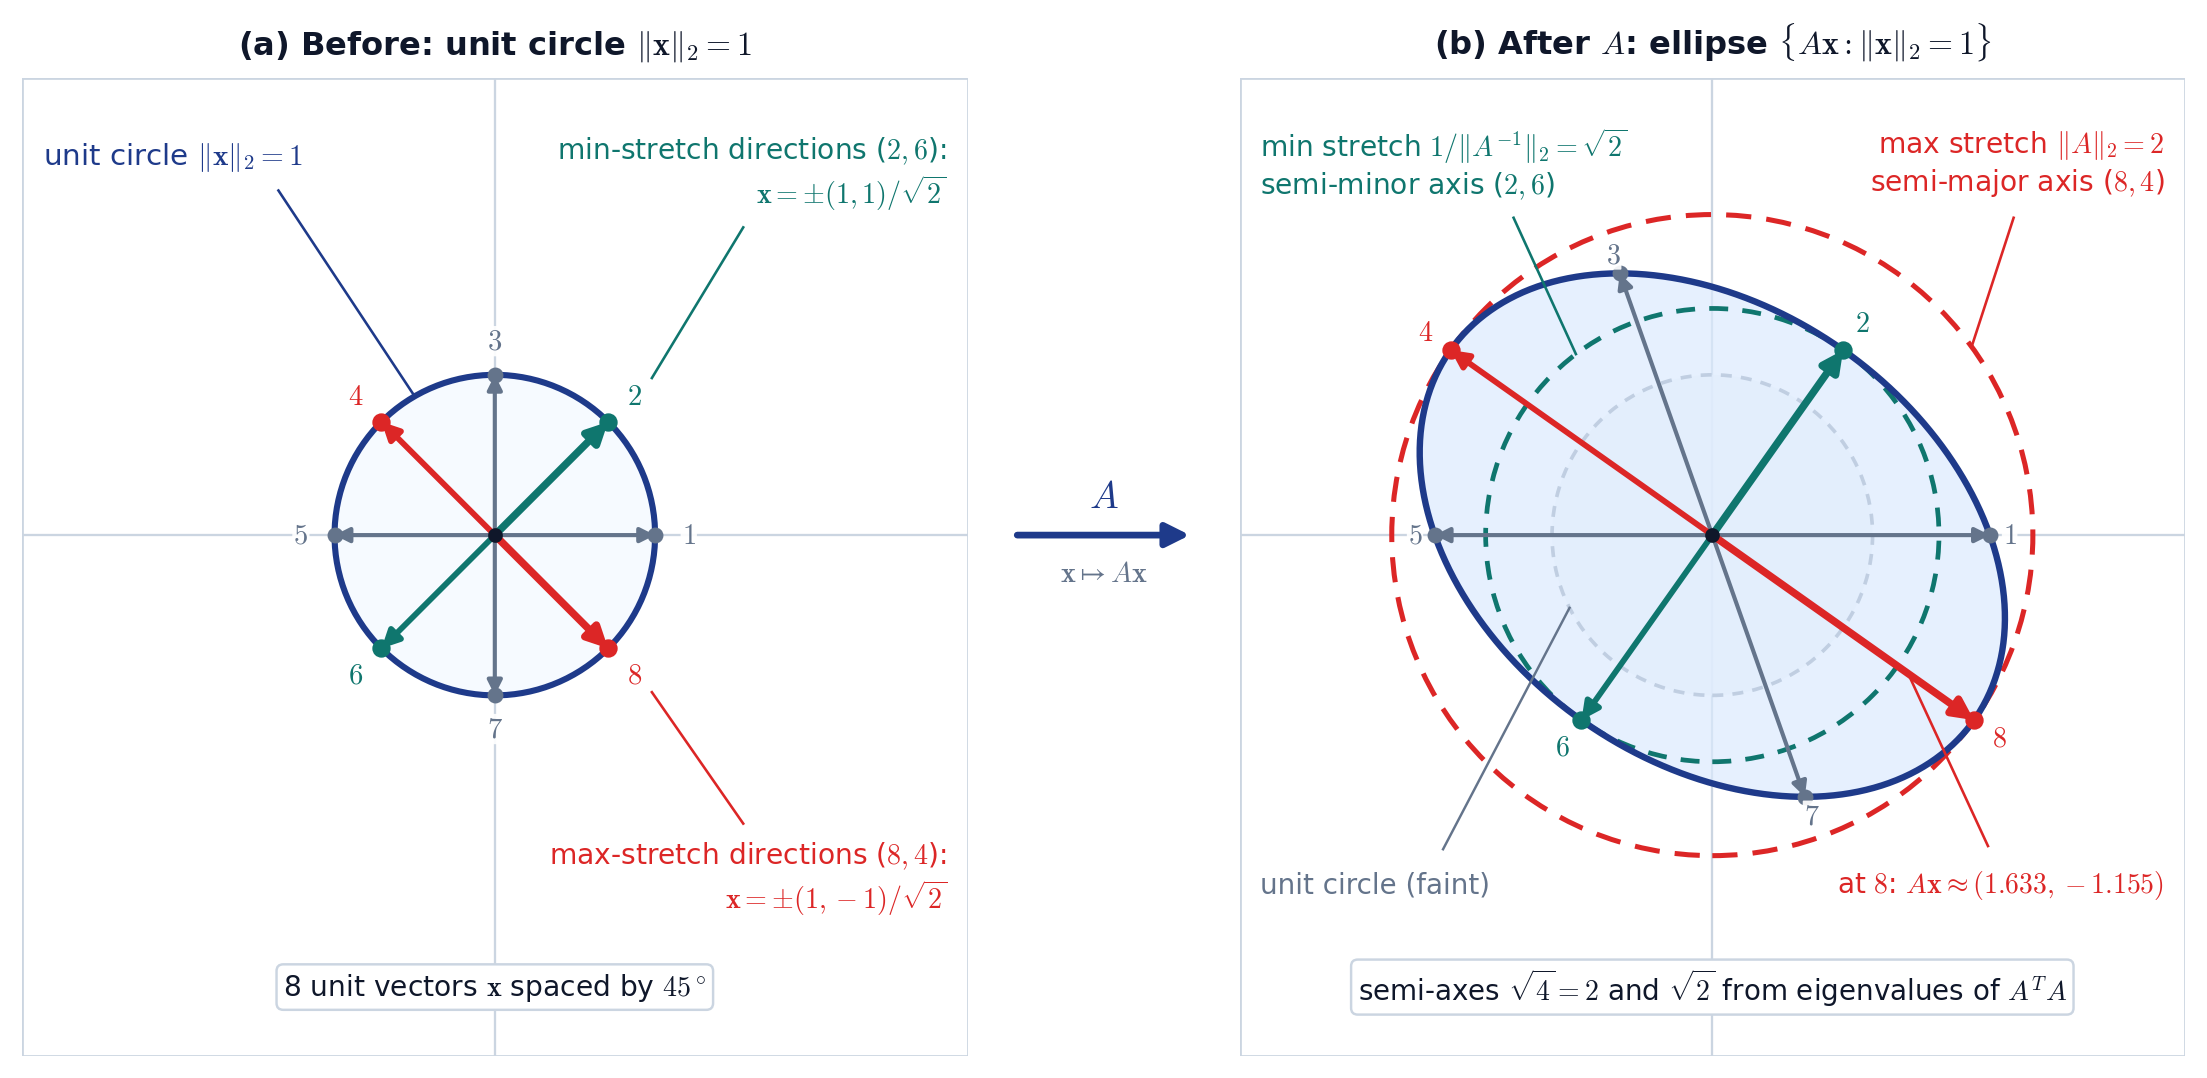 (a) Before: unit circle ‖x‖₂ = 1
unit circle ‖x‖₂ = 1
min-stretch directions (2, 6):
x = ±(1, 1)/√2
3
4
2
5
1
6
8
7
max-stretch directions (8, 4):
x = ±(1, −1)/√2
8 unit vectors x spaced by 45°
A
x ↦ Ax
(b) After A: ellipse {Ax : ‖x‖₂ = 1}
min stretch 1/‖A⁻¹‖₂ = √2
semi-minor axis (2, 6)
max stretch ‖A‖₂ = 2
semi-major axis (8, 4)
3
4
2
5
1
6
8
7
unit circle (faint)
at 8: Ax ≈ (1.633, −1.155)
semi-axes √4 = 2 and √2 from eigenvalues of AᵀA